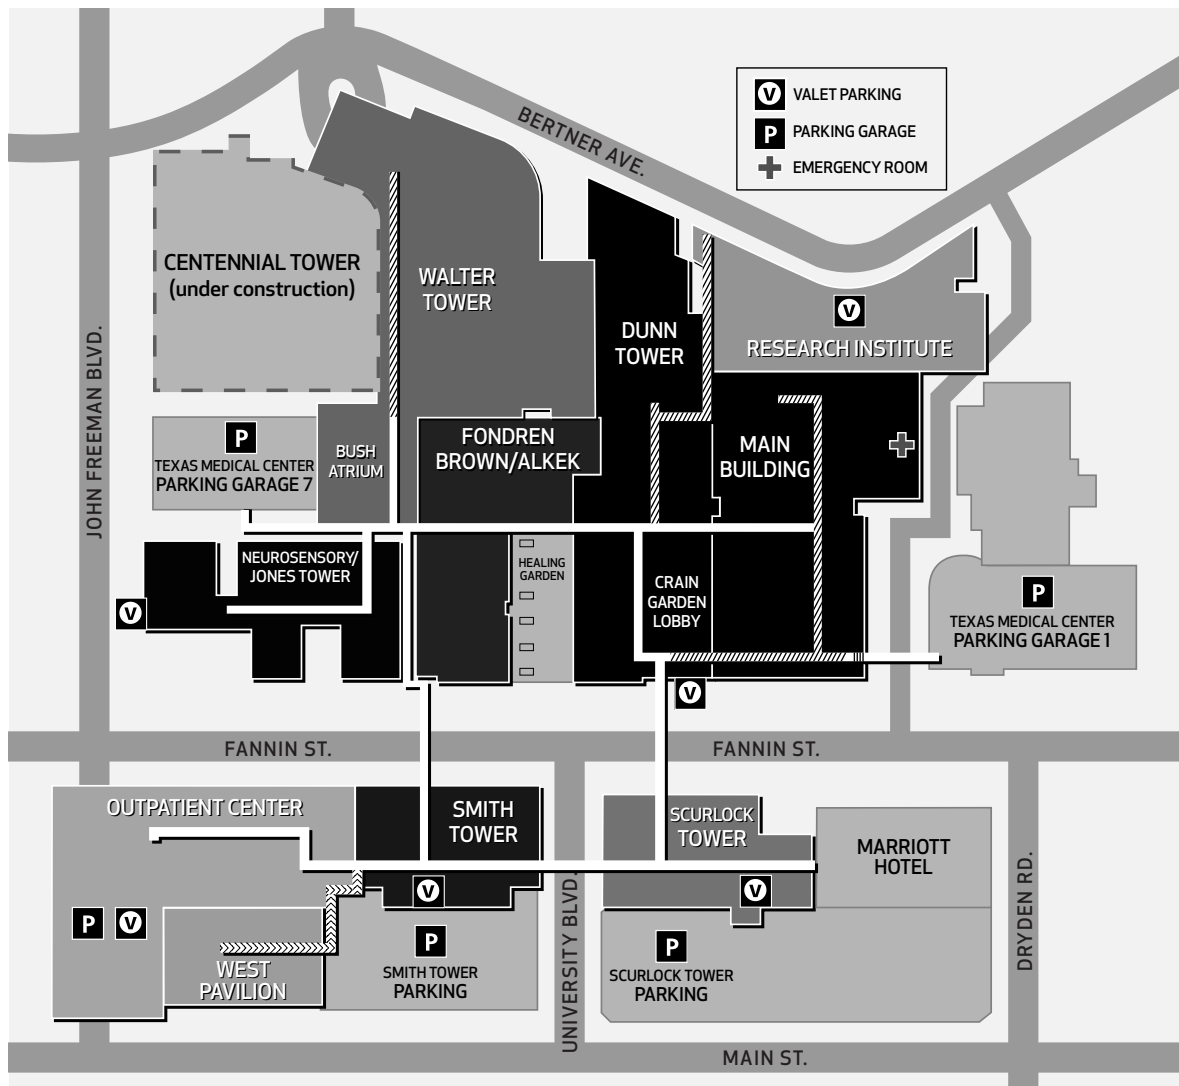 V VALET PARKING
P PARKING GARAGE
EMERGENCY ROOM
BERTNER AVE.
CENTENNIAL TOWER
(under construction)
WALTER
TOWER
DUNN
TOWER
V
RESEARCH INSTITUTE
JOHN FREEMAN BLVD.
P
TEXAS MEDICAL CENTER
PARKING GARAGE 7
BUSH
ATRIUM
FONDREN
BROWN/ALKEK
MAIN
BUILDING
NEUROSENSORY/
JONES TOWER
V
HEALING
GARDEN
CRAIN
GARDEN
LOBBY
V
P
TEXAS MEDICAL CENTER
PARKING GARAGE 1
FANNIN ST.
FANNIN ST.
OUTPATIENT CENTER
SMITH
TOWER
SCURLOCK
TOWER
MARRIOTT
HOTEL
V
V
P
V
WEST
PAVILION
P
SMITH TOWER
PARKING
UNIVERSITY BLVD.
P
SCURLOCK TOWER
PARKING
DRYDEN RD.
MAIN ST.